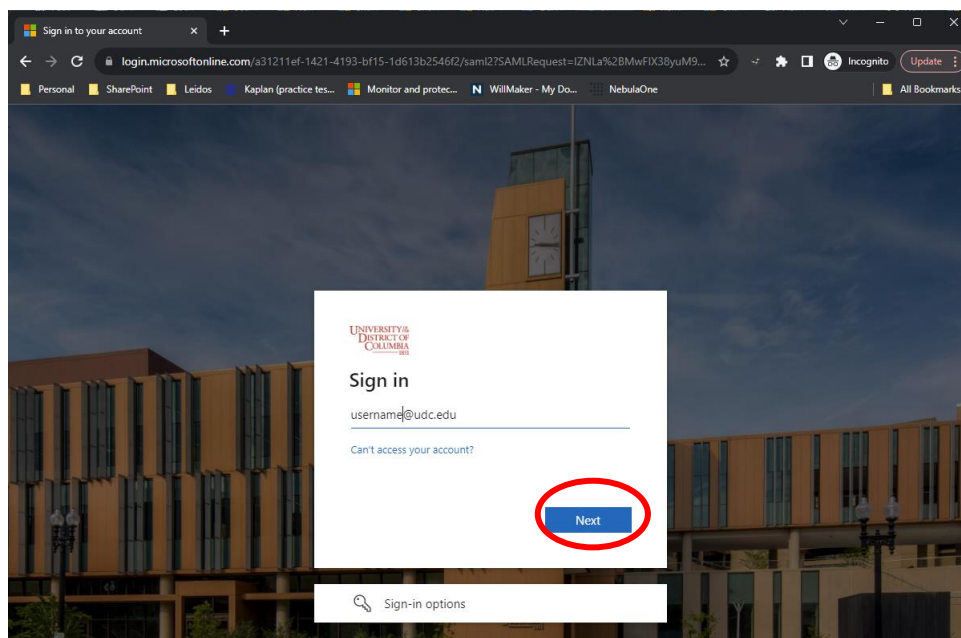 Sign in to your account
login.microsoftonline.com/a31211ef-1421-4193-bf15-1d613b2546f2/saml2?SAMLRequest=lZNLa%2BMwFIX38yuM9... Incognito Update
Personal SharePoint Leidos Kaplan (practice tes... Monitor and protec... N WillMaker - My Do... NebulaOne All Bookmarks
UNIVERSITY OF THE
DISTRICT OF
COLUMBIA
1851
Sign in
username@udc.edu
Can't access your account?
Next
Sign-in options